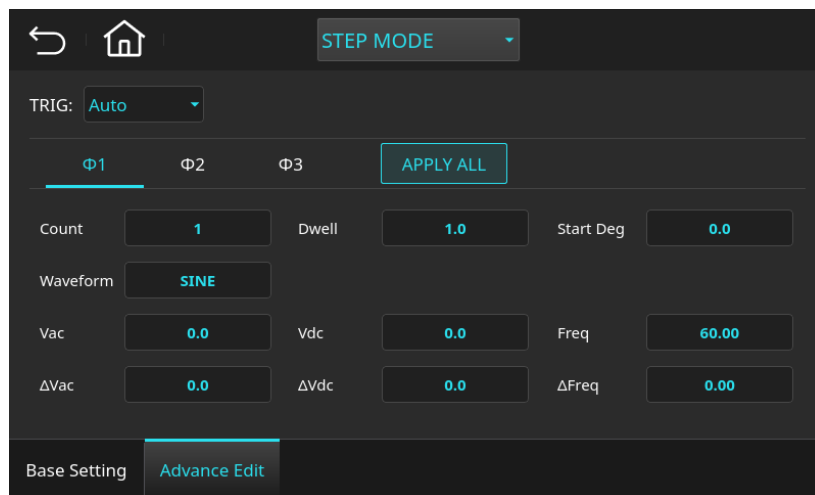 STEP MODE
TRIG: Auto
Φ1 Φ2 Φ3 APPLY ALL
Count 1 Dwell 1.0 Start Deg 0.0
Waveform SINE
Vac 0.0 Vdc 0.0 Freq 60.00
ΔVac 0.0 ΔVdc 0.0 ΔFreq 0.00
Base Setting Advance Edit